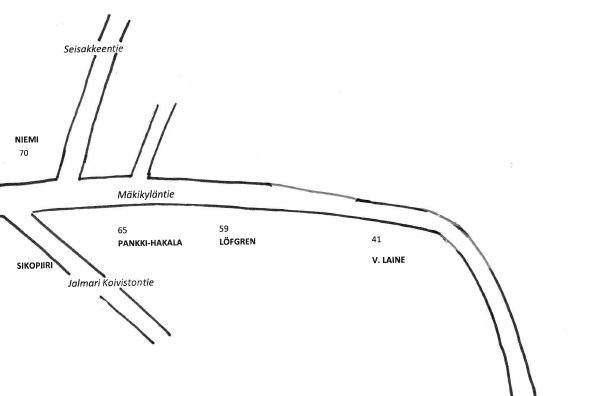 Seisakkeentie
NIEMI
70
Mäkikyläntie
65
PANKKI-HAKALA
59
LÖFGREN
41
V. LAINE
SIKOPIIRI
Jalmari Koivistontie